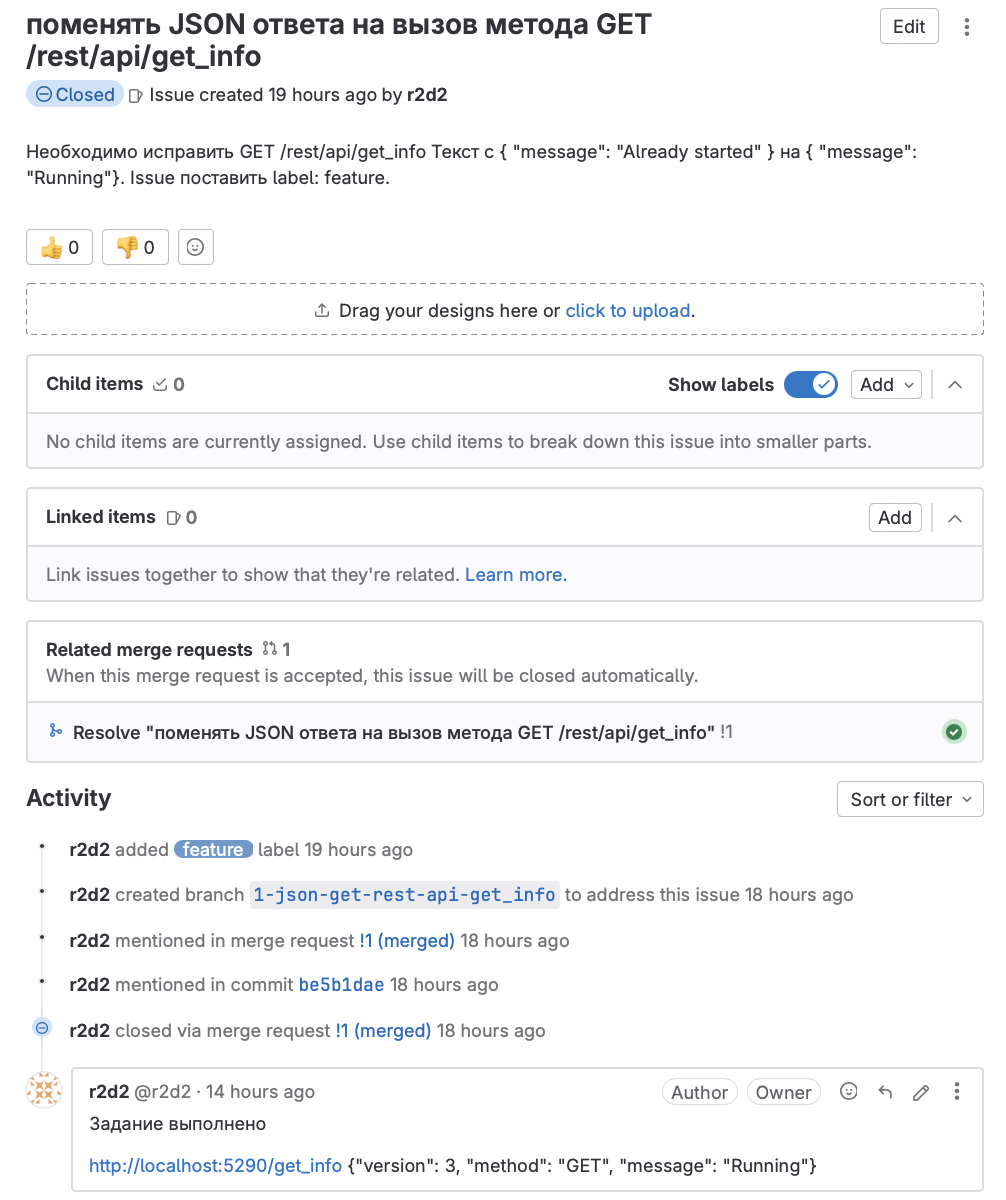 поменять JSON ответа на вызов метода GET
/rest/api/get_info
Edit
Closed Issue created 19 hours ago by r2d2
Необходимо исправить GET /rest/api/get_info Текст с { "message": "Already started" } на { "message":
"Running"}. Issue поставить label: feature.
👍 0 👎 0
Drag your designs here or click to upload.
Child items 0 Show labels Add
No child items are currently assigned. Use child items to break down this issue into smaller parts.
Linked items 0 Add
Link issues together to show that they're related. Learn more.
Related merge requests 1
When this merge request is accepted, this issue will be closed automatically.
Resolve "поменять JSON ответа на вызов метода GET /rest/api/get_info" !1
Activity Sort or filter
r2d2 added feature label 19 hours ago
r2d2 created branch 1-json-get-rest-api-get_info to address this issue 18 hours ago
r2d2 mentioned in merge request !1 (merged) 18 hours ago
r2d2 mentioned in commit be5b1dae 18 hours ago
r2d2 closed via merge request !1 (merged) 18 hours ago
r2d2 @r2d2 · 14 hours ago Author Owner
Задание выполнено
http://localhost:5290/get_info {"version": 3, "method": "GET", "message": "Running"}